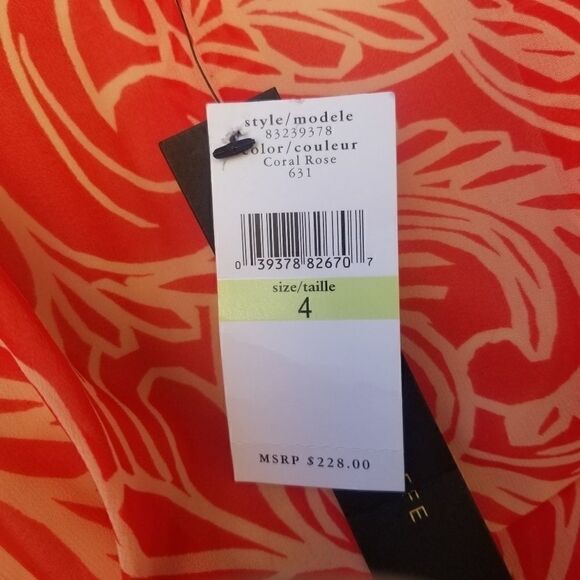 style/modele
83239378
color/couleur
Coral Rose
631
0 39378 82670 7
size/taille
4
MSRP $228.00